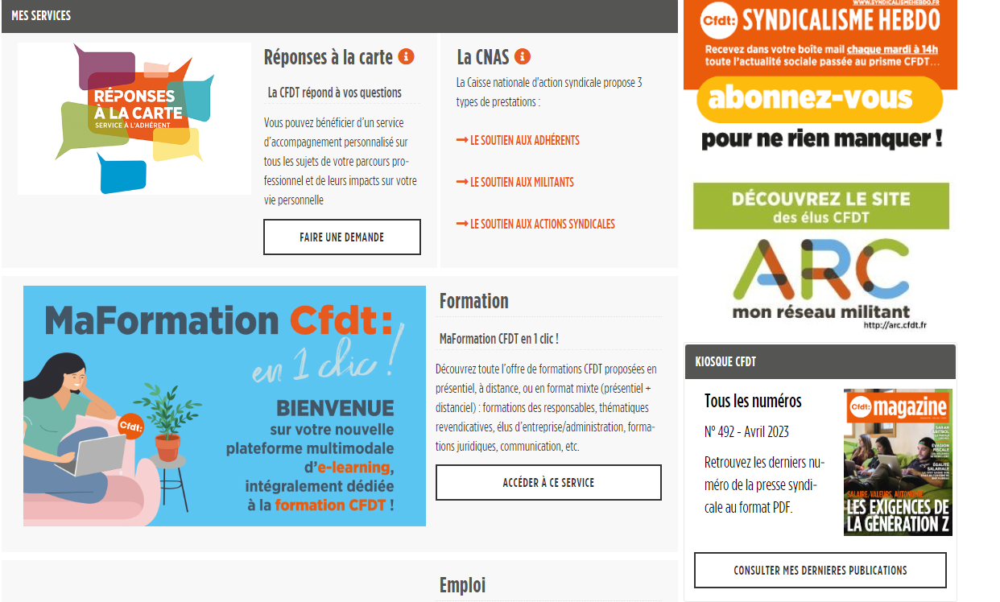 MES SERVICES
RÉPONSES
À LA CARTE
SERVICE À L'ADHÉRENT
Réponses à la carte
La CFDT répond à vos questions
Vous pouvez bénéficier d'un service
d'accompagnement personnalisé sur
tous les sujets de votre parcours pro-
fessionnel et de leurs impacts sur votre
vie personnelle
FAIRE UNE DEMANDE
La CNAS
La Caisse nationale d'action syndicale propose 3
types de prestations :
LE SOUTIEN AUX ADHÉRENTS
LE SOUTIEN AUX MILITANTS
LE SOUTIEN AUX ACTIONS SYNDICALES
MaFormation Cfdt:
en 1 clic !
BIENVENUE
sur votre nouvelle
plateforme multimodale
d'e-learning,
intégralement dédiée
à la formation CFDT !
Cfdt:
Formation
MaFormation CFDT en 1 clic !
Découvrez toute l'offre de formations CFDT proposées en
présentiel, à distance, ou en format mixte (présentiel +
distanciel) : formations des responsables, thématiques
revendicatives, élus d'entreprise/administration, forma-
tions juridiques, communication, etc.
ACCÉDER À CE SERVICE
Emploi
WWW.SYNDICALISMEHEBDO.FR
Cfdt: SYNDICALISME HEBDO
Recevez dans votre boîte mail chaque mardi à 14h
toute l'actualité sociale passée au prisme CFDT...
abonnez-vous
pour ne rien manquer !
DÉCOUVREZ LE SITE
des élus CFDT
ARC
mon réseau militant
http://arc.cfdt.fr
KIOSQUE CFDT
Tous les numéros
N° 492 - Avril 2023
Retrouvez les derniers nu-
méro de la presse syndi-
cale au format PDF.
Cfdt: magazine
ÉVASION
FISCALE
ÉGALITÉ
SALARIALE
SALAIRE, VALEURS, AUTONOMIE
LES EXIGENCES DE
LA GÉNÉRATION Z
CONSULTER MES DERNIERES PUBLICATIONS